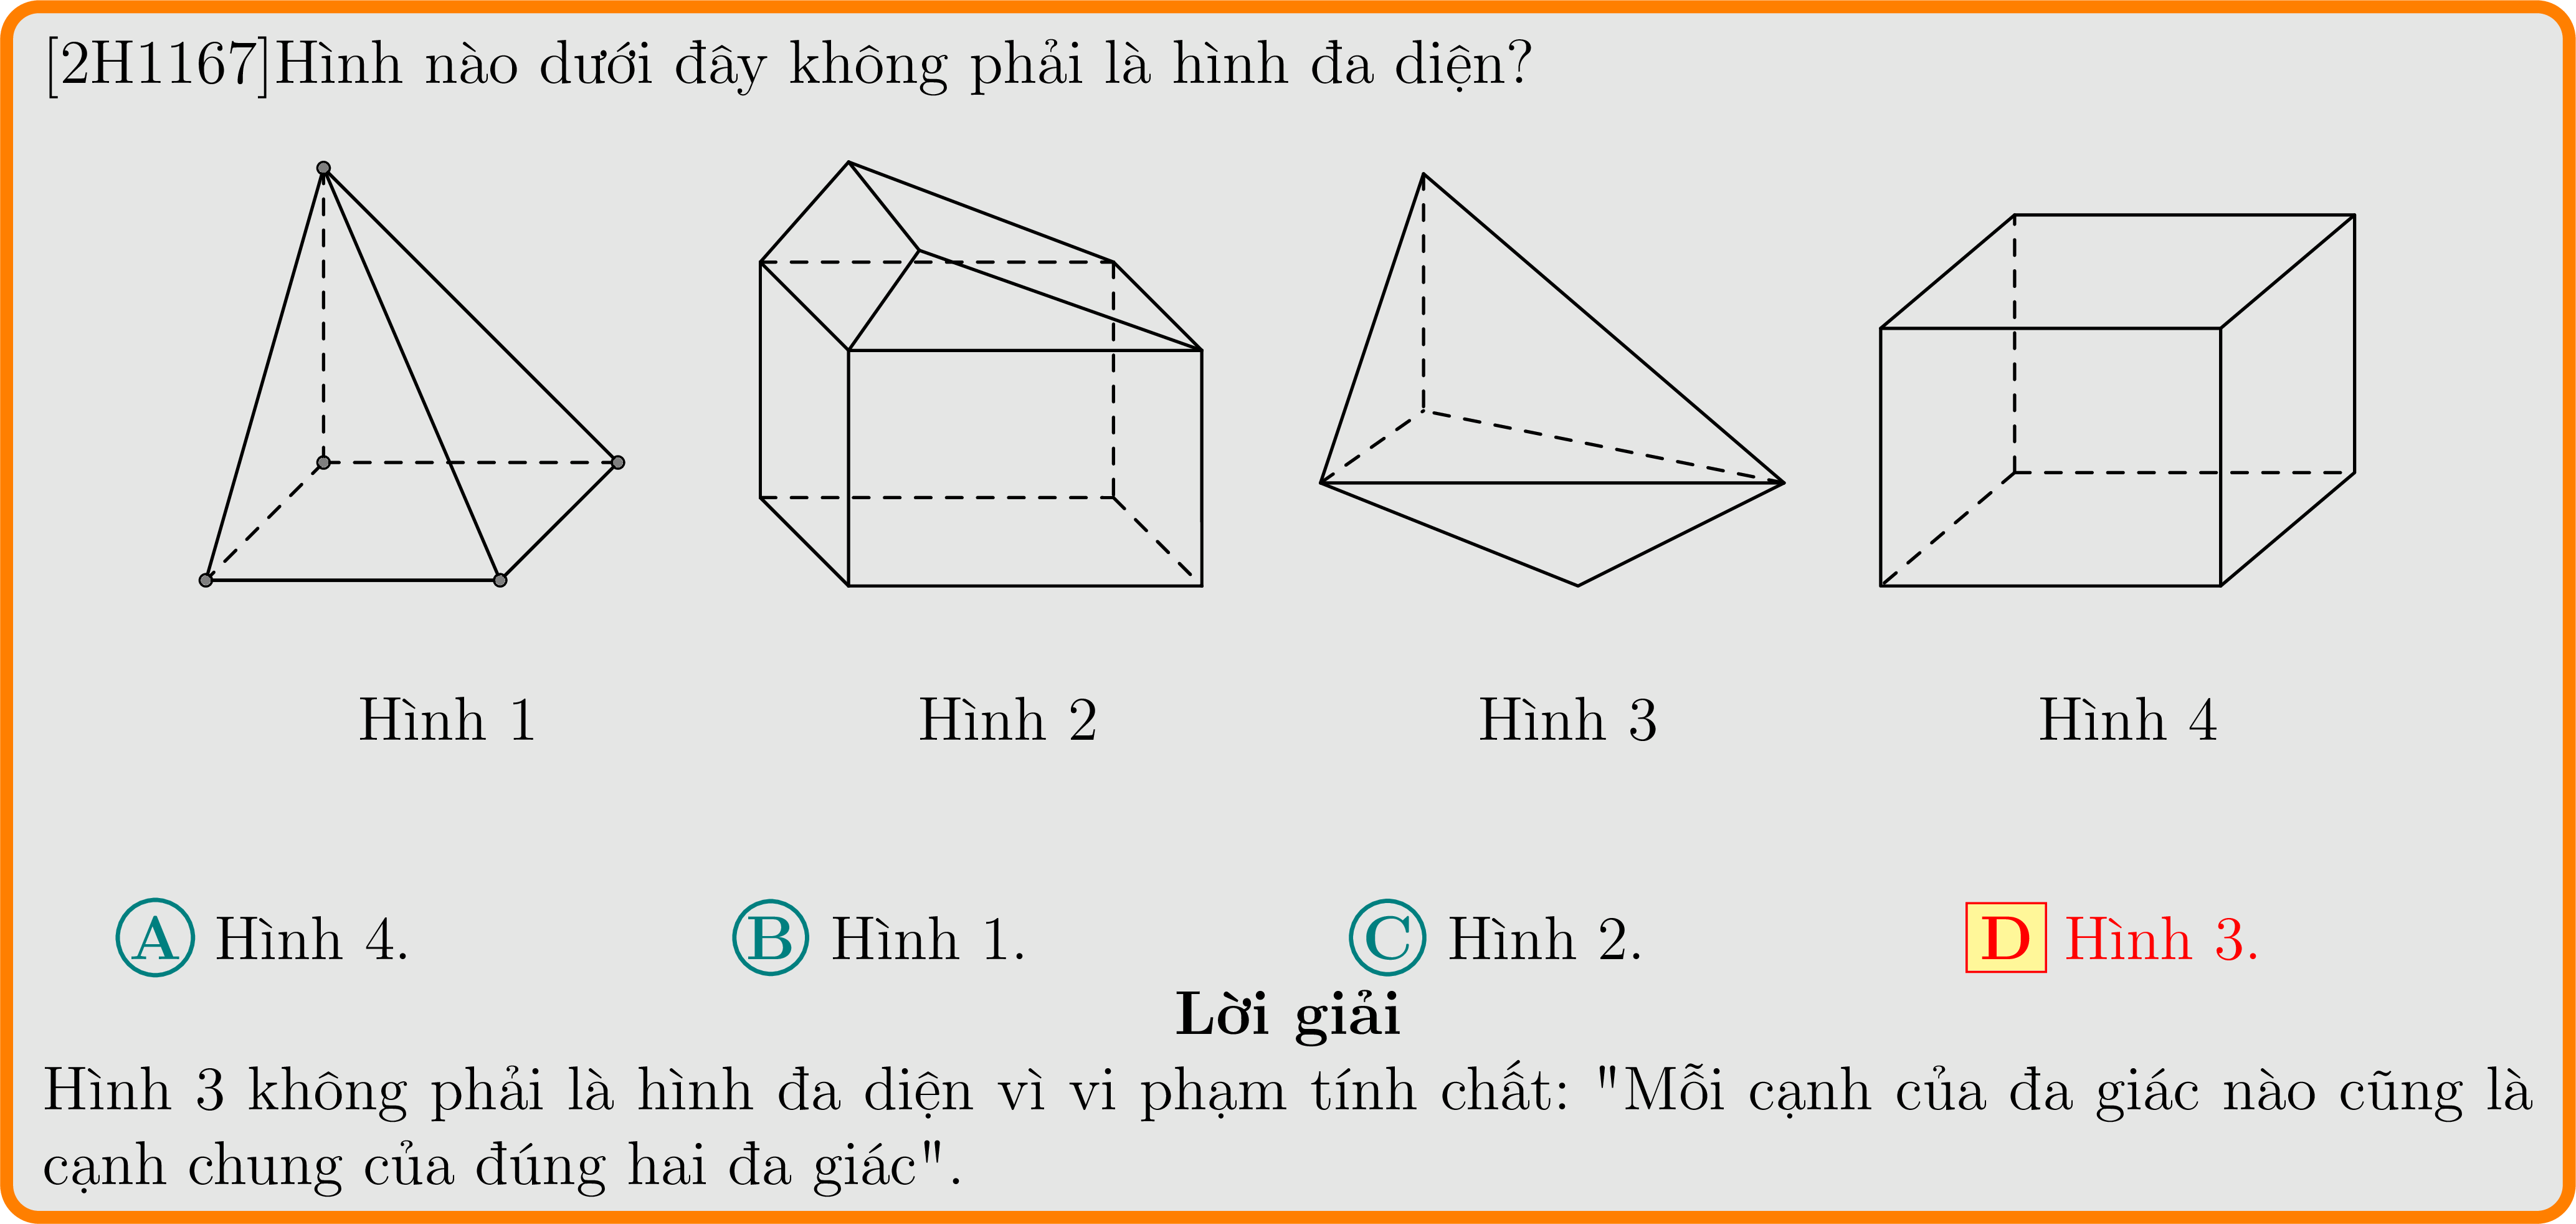 [2H1167]Hình nào dưới đây không phải là hình đa diện?
Hình 1 Hình 2 Hình 3 Hình 4
A Hình 4. B Hình 1. C Hình 2. D Hình 3.
Lời giải
Hình 3 không phải là hình đa diện vì vi phạm tính chất: "Mỗi cạnh của đa giác nào cũng là
cạnh chung của đúng hai đa giác".